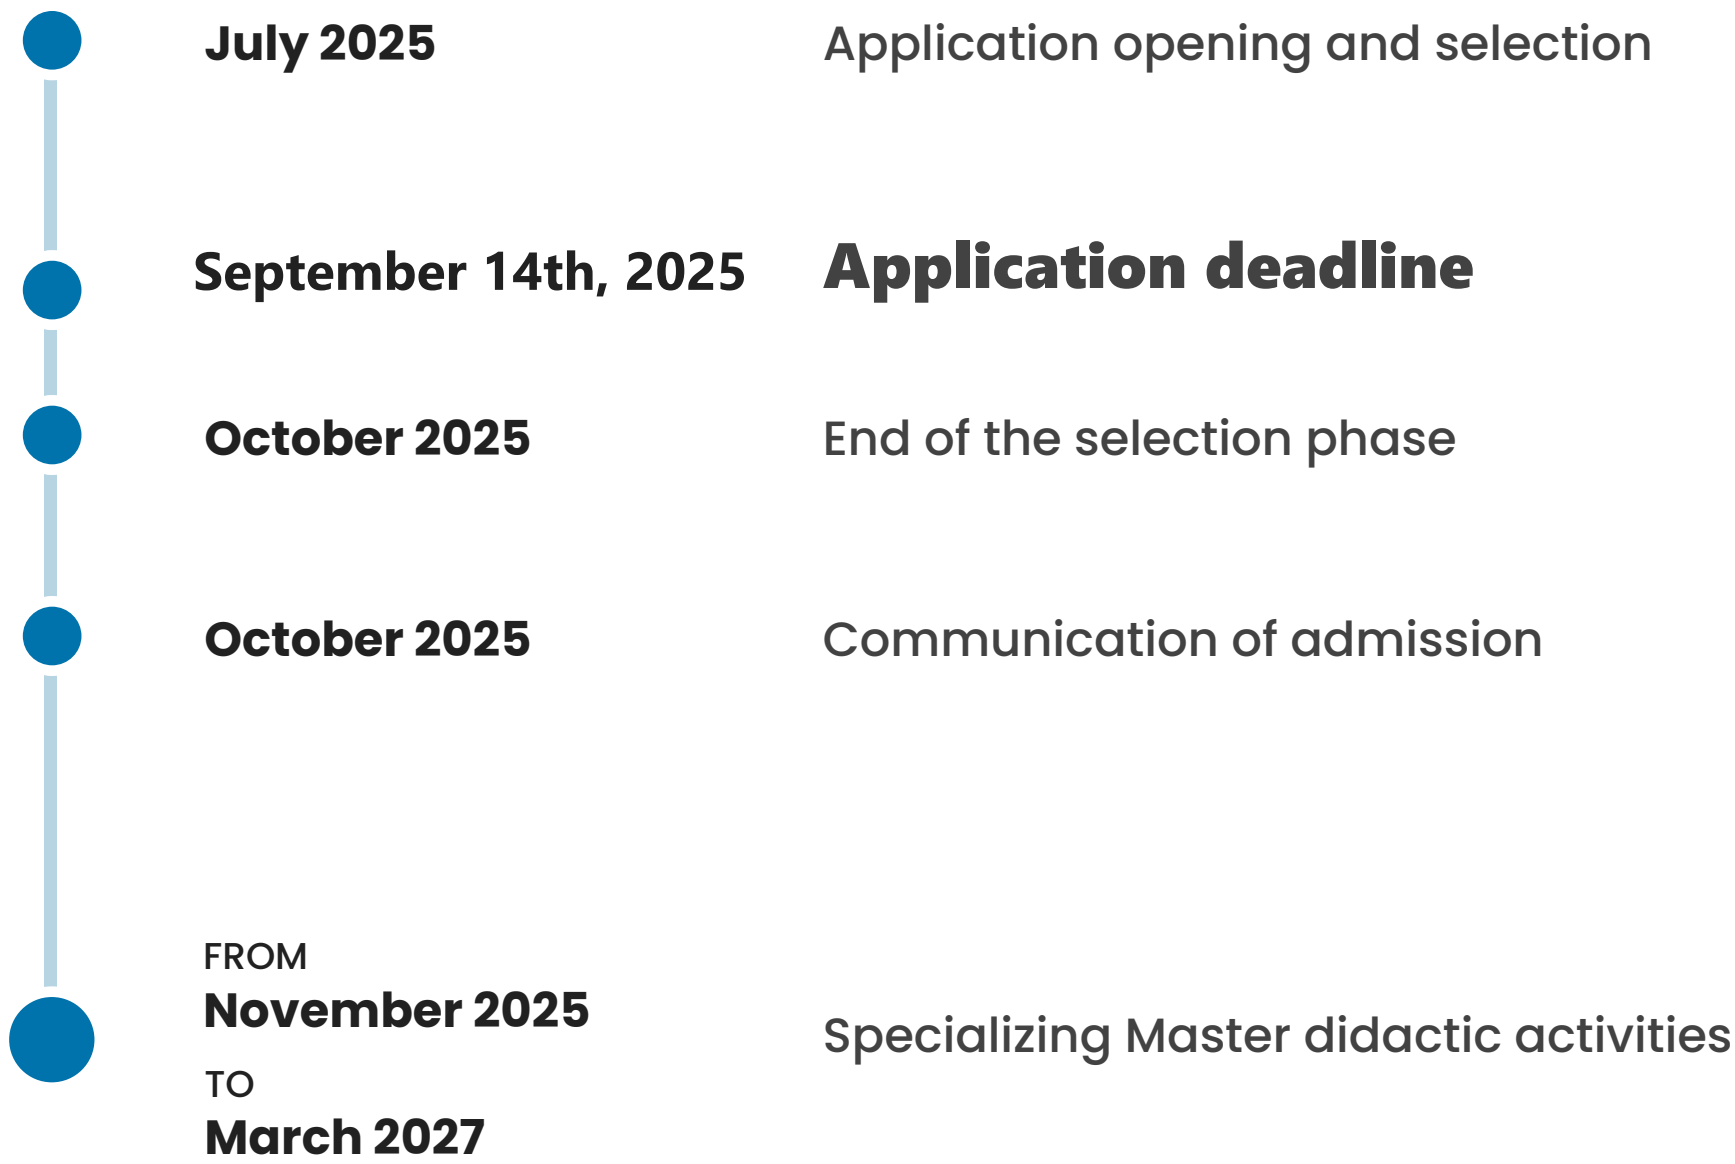 July 2025 Application opening and selection
September 14th, 2025 Application deadline
October 2025 End of the selection phase
October 2025 Communication of admission
FROM
November 2025
Specializing Master didactic activities
TO
March 2027